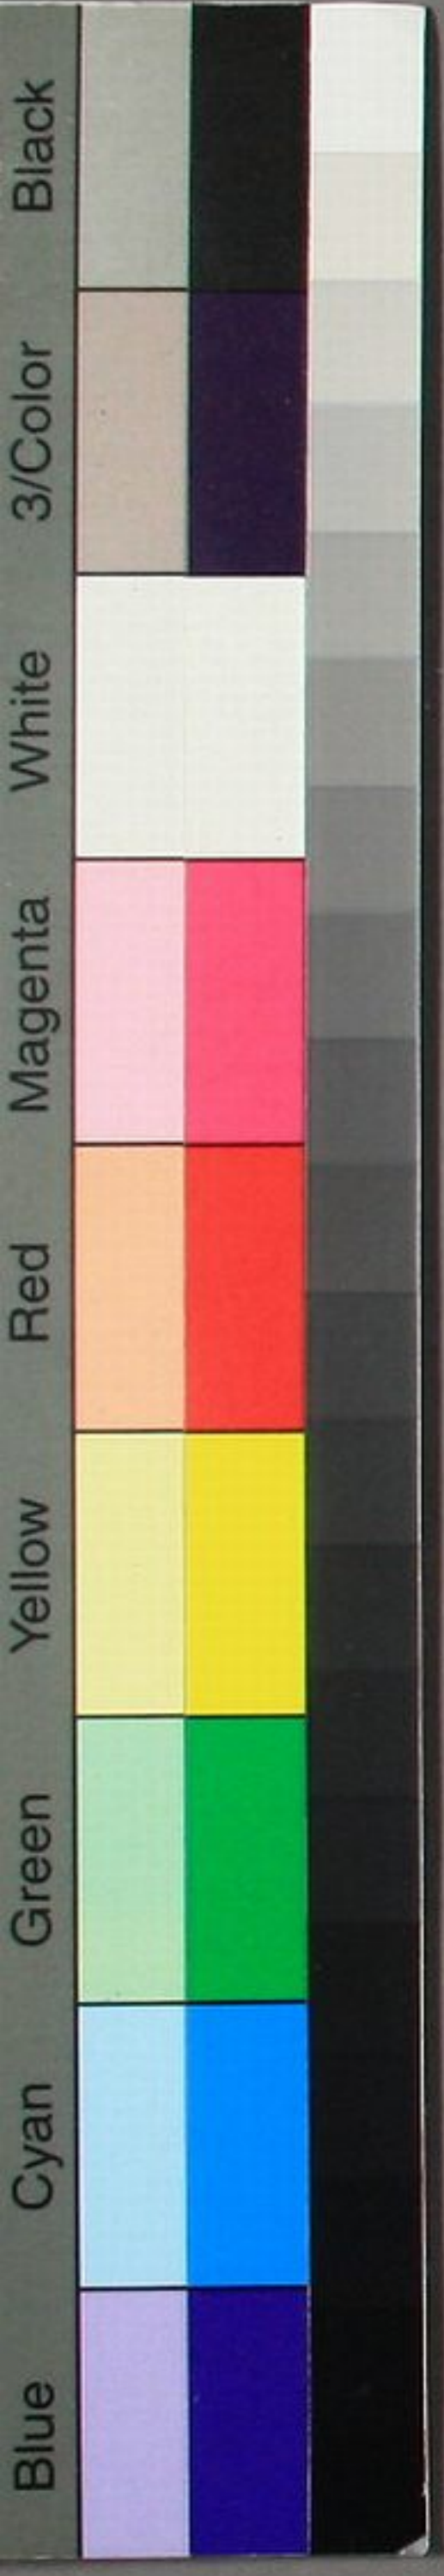 Black
3/Color
White
Magenta
Red
Yellow
Green
Cyan
Blue